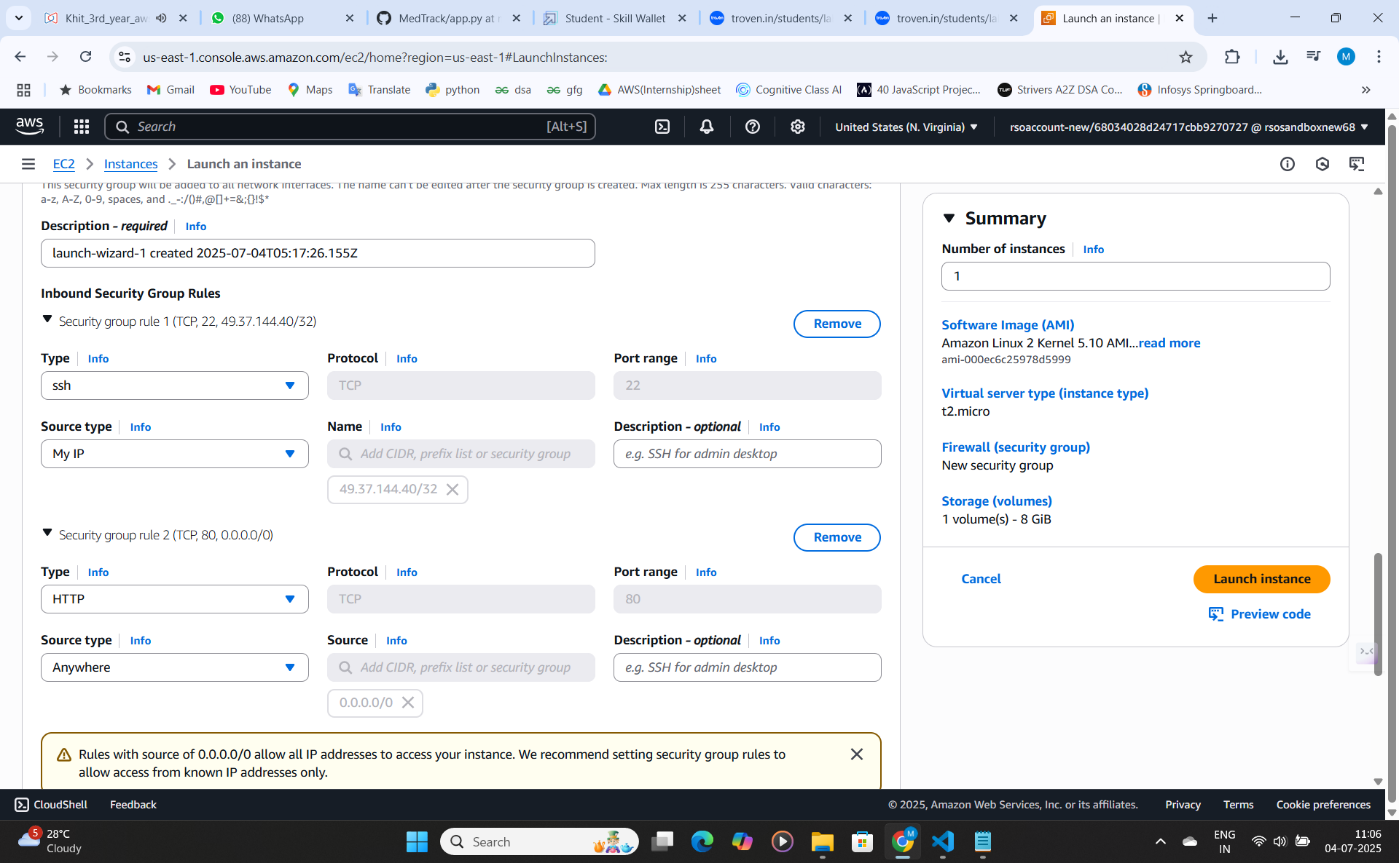 Khit_3rd_year_aw
(88) WhatsApp
MedTrack/app.py at
Student - Skill Wallet
troven.in/students/la
troven.in/students/la
Launch an instance |
us-east-1.console.aws.amazon.com/ec2/home?region=us-east-1#LaunchInstances:
M
Bookmarks
Gmail
YouTube
Maps
Translate
python
dsa
gfg
AWS(Internship)sheet
Cognitive Class AI
40 JavaScript Projec...
Strivers A2Z DSA Co...
Infosys Springboard...
aws
Search
[Alt+S]
United States (N. Virginia)
rsoaccount-new/68034028d24717cbb9270727 @ rsosandboxnew68
EC2
Instances
Launch an instance
This security group will be added to all network interfaces. The name can't be edited after the security group is created. Max length is 255 characters. Valid characters:
a-z, A-Z, 0-9, spaces, and ._-:/()#,@[]+=&;{}!$*
Description - required
Info
launch-wizard-1 created 2025-07-04T05:17:26.155Z
Inbound Security Group Rules
Security group rule 1 (TCP, 22, 49.37.144.40/32)
Remove
Type
Info
Protocol
Info
Port range
Info
ssh
TCP
22
Source type
Info
Name
Info
Description - optional
Info
My IP
Add CIDR, prefix list or security group
e.g. SSH for admin desktop
49.37.144.40/32
Security group rule 2 (TCP, 80, 0.0.0.0/0)
Remove
Type
Info
Protocol
Info
Port range
Info
HTTP
TCP
80
Source type
Info
Source
Info
Description - optional
Info
Anywhere
Add CIDR, prefix list or security group
e.g. SSH for admin desktop
0.0.0.0/0
Rules with source of 0.0.0.0/0 allow all IP addresses to access your instance. We recommend setting security group rules to
allow access from known IP addresses only.
Summary
Number of instances
Info
1
Software Image (AMI)
Amazon Linux 2 Kernel 5.10 AMI...read more
ami-000ec6c25978d5999
Virtual server type (instance type)
t2.micro
Firewall (security group)
New security group
Storage (volumes)
1 volume(s) - 8 GiB
Cancel
Launch instance
Preview code
CloudShell
Feedback
© 2025, Amazon Web Services, Inc. or its affiliates.
Privacy
Terms
Cookie preferences
5
28°C
Cloudy
Search
M
ENG
IN
11:06
04-07-2025